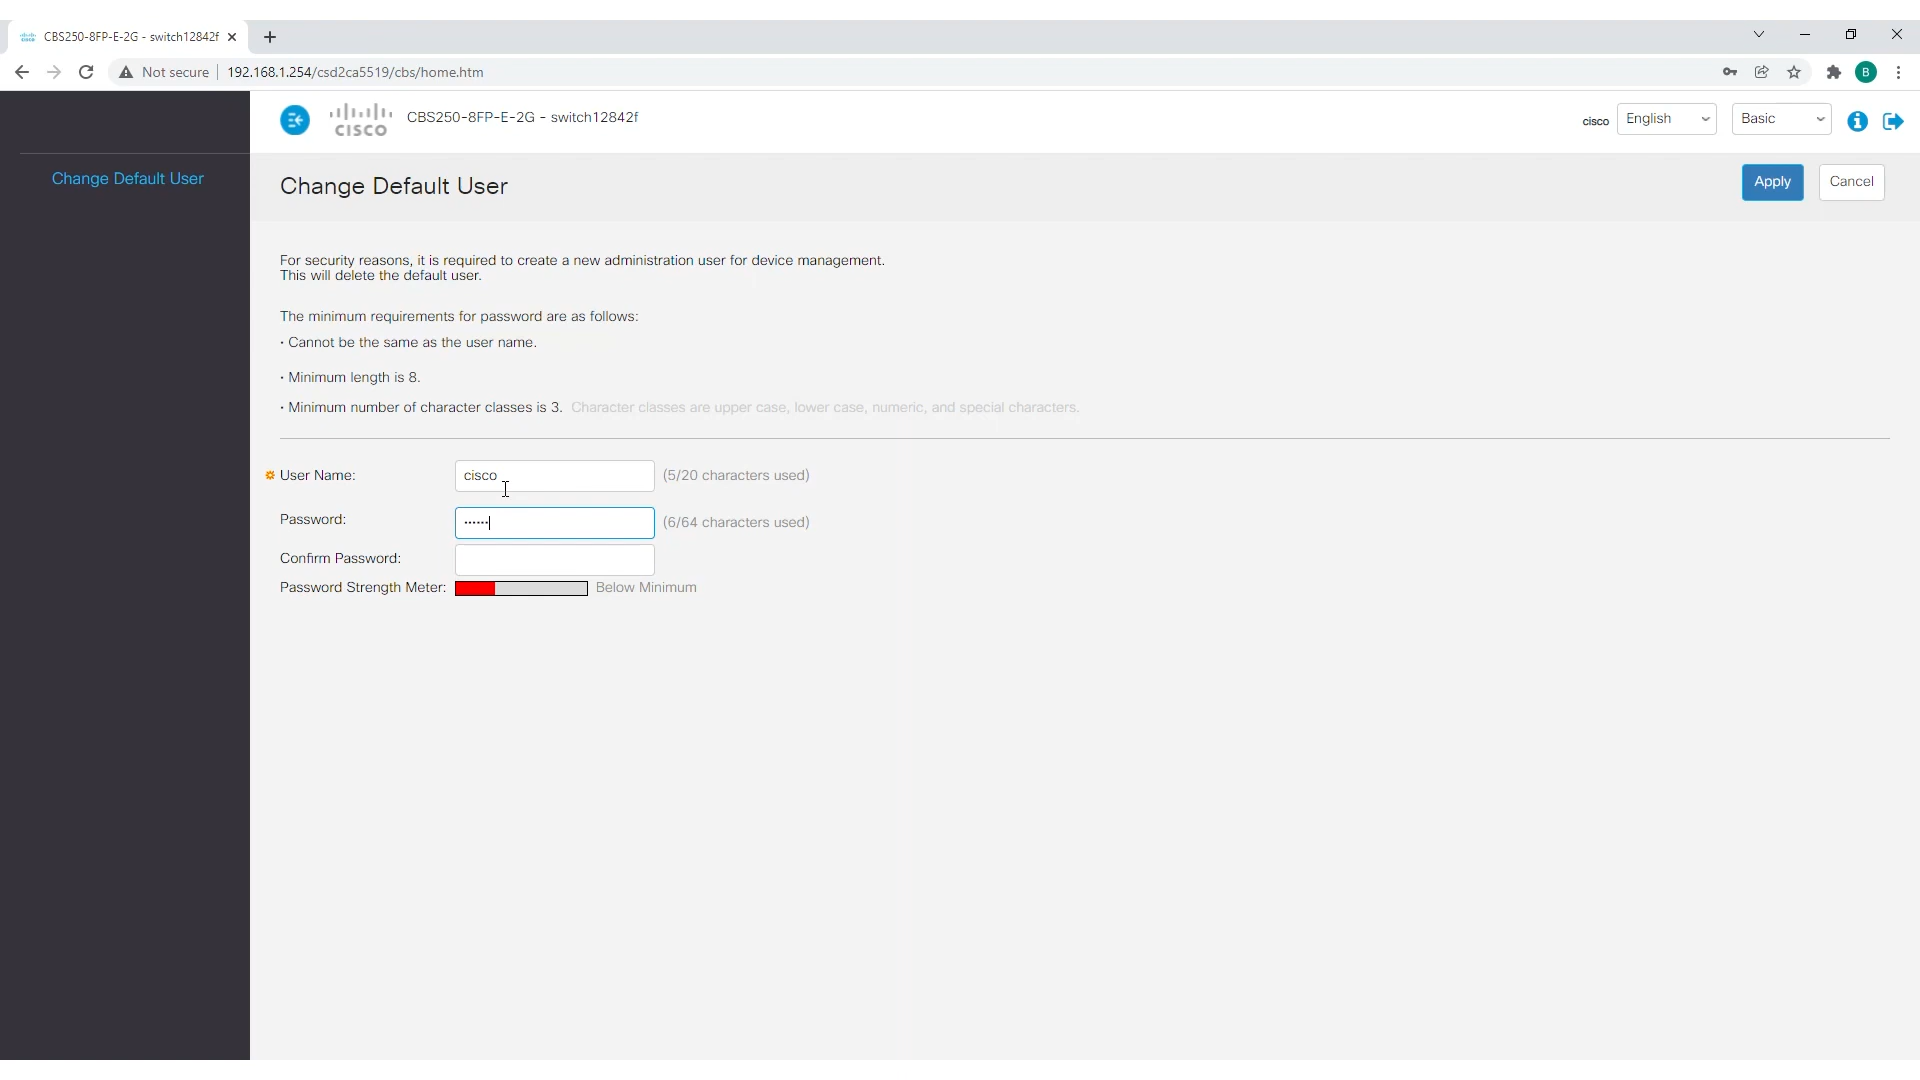 CBS250-8FP-E-2G - switch12842f
Not secure 192.168.1.254/csd2ca5519/cbs/home.htm
B
CISCO CBS250-8FP-E-2G - switch12842f cisco English Basic
Change Default User
Change Default User Apply Cancel
For security reasons, it is required to create a new administration user for device management.
This will delete the default user.
The minimum requirements for password are as follows:
• Cannot be the same as the user name.
• Minimum length is 8.
• Minimum number of character classes is 3. Character classes are upper case, lower case, numeric, and special characters.
User Name: cisco (5/20 characters used)
Password: •••••• (6/64 characters used)
Confirm Password:
Password Strength Meter: Below Minimum